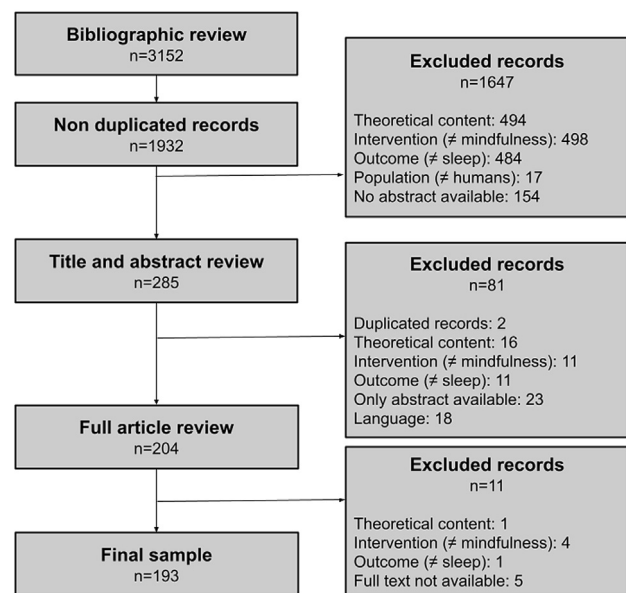 Bibliographic review
n=3152
Non duplicated records
n=1932
Excluded records
n=1647
Theoretical content: 494
Intervention (≠ mindfulness): 498
Outcome (≠ sleep): 484
Population (≠ humans): 17
No abstract available: 154
Title and abstract review
n=285
Excluded records
n=81
Duplicated records: 2
Theoretical content: 16
Intervention (≠ mindfulness): 11
Outcome (≠ sleep): 11
Only abstract available: 23
Language: 18
Full article review
n=204
Excluded records
n=11
Theoretical content: 1
Intervention (≠ mindfulness): 4
Outcome (≠ sleep): 1
Full text not available: 5
Final sample
n=193